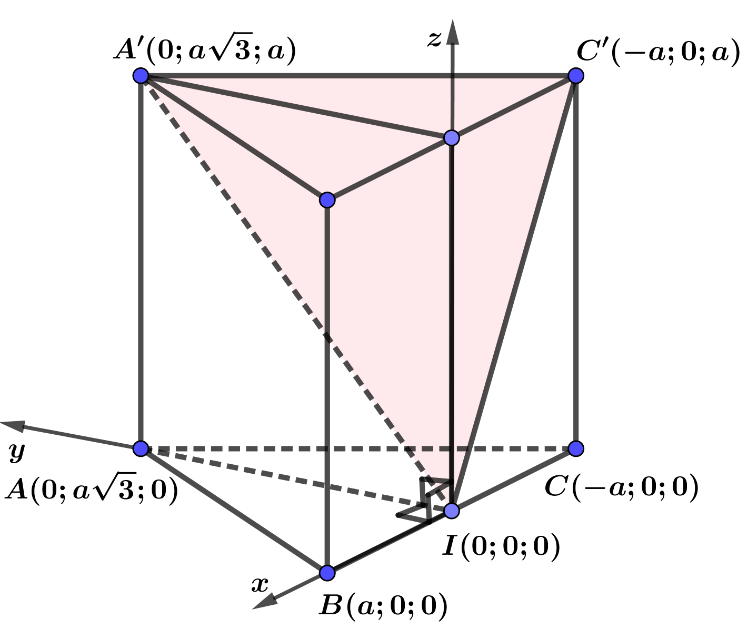 z
A′(0; a√3; a)
C′(−a; 0; a)
y
A(0; a√3; 0)
C(−a; 0; 0)
I(0; 0; 0)
x
B(a; 0; 0)